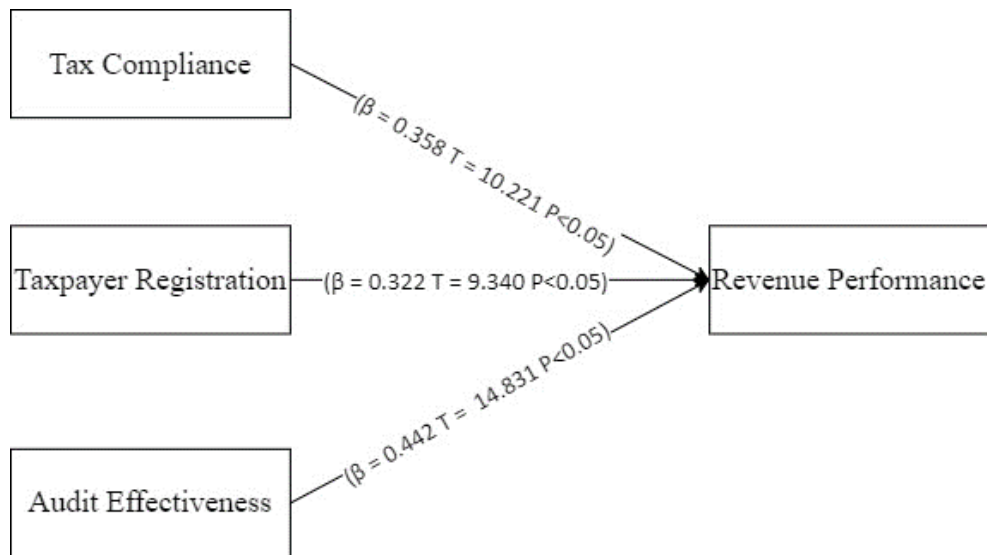 Tax Compliance
(β = 0.358 T = 10.221 P<0.05)
Taxpayer Registration
(β = 0.322 T = 9.340 P<0.05)
Revenue Performance
(β = 0.442 T =  14.831 P<0.05)
Audit Effectiveness